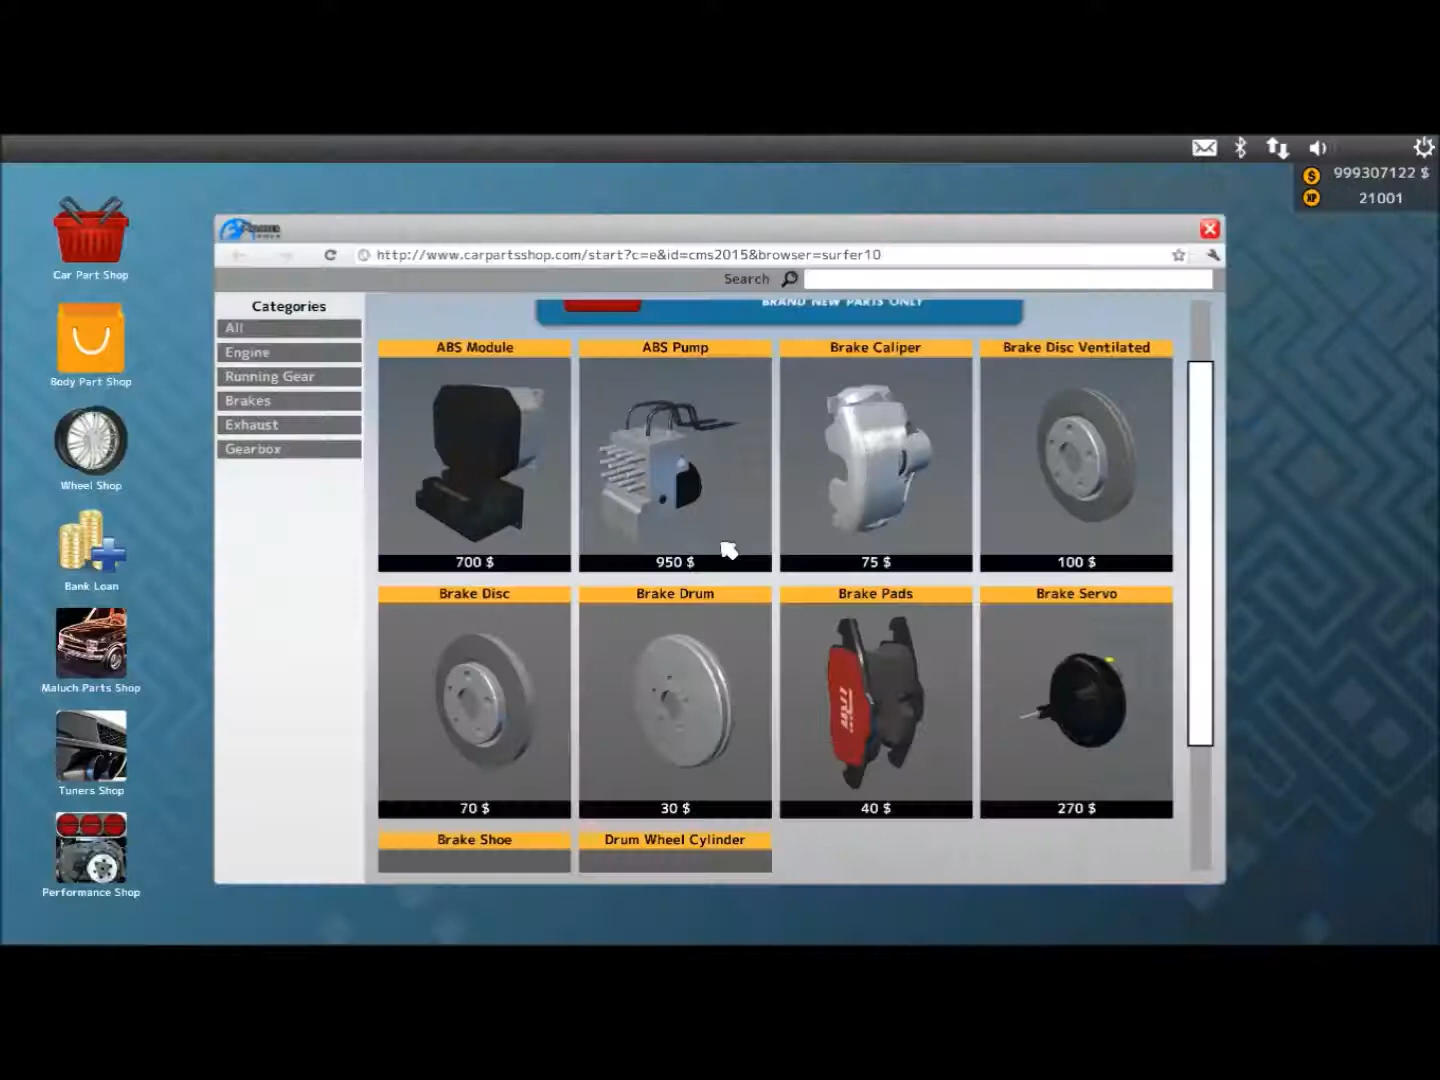 999307122 $
21001
Car Part Shop
Body Part Shop
Wheel Shop
Bank Loan
Maluch Parts Shop
Tuners Shop
Performance Shop
http://www.carpartsshop.com/start?c=e&id=cms2015&browser=surfer10
Search
Categories
All
Engine
Running Gear
Brakes
Exhaust
Gearbox
BRAND NEW PARTS ONLY
ABS Module
ABS Pump
Brake Caliper
Brake Disc Ventilated
700 $
950 $
75 $
100 $
Brake Disc
Brake Drum
Brake Pads
Brake Servo
TRW
70 $
30 $
40 $
270 $
Brake Shoe
Drum Wheel Cylinder